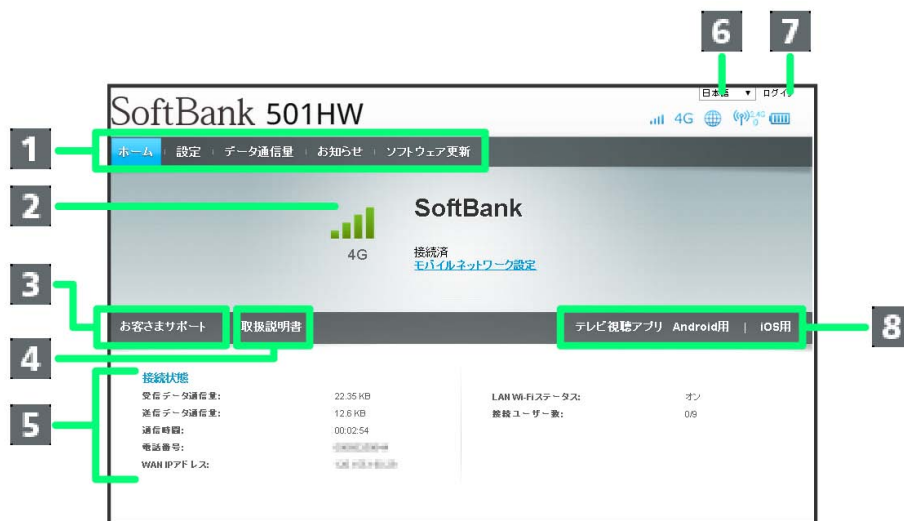 6 7
日本語 ▼ ログイン
SoftBank 501HW
4G
1
ホーム 設定 データ通信量 お知らせ ソフトウェア更新
2
SoftBank
4G
接続済
モバイルネットワーク設定
3
お客さまサポート 取扱説明書 テレビ視聴アプリ Android用 | iOS用
8
4
5
接続状態
受信データ通信量: 22.35 KB LAN Wi-Fiステータス: オン
送信データ通信量: 12.6 KB 接続ユーザー数: 0/9
通信時間: 00:02:54
電話番号:
WAN IPアドレス: